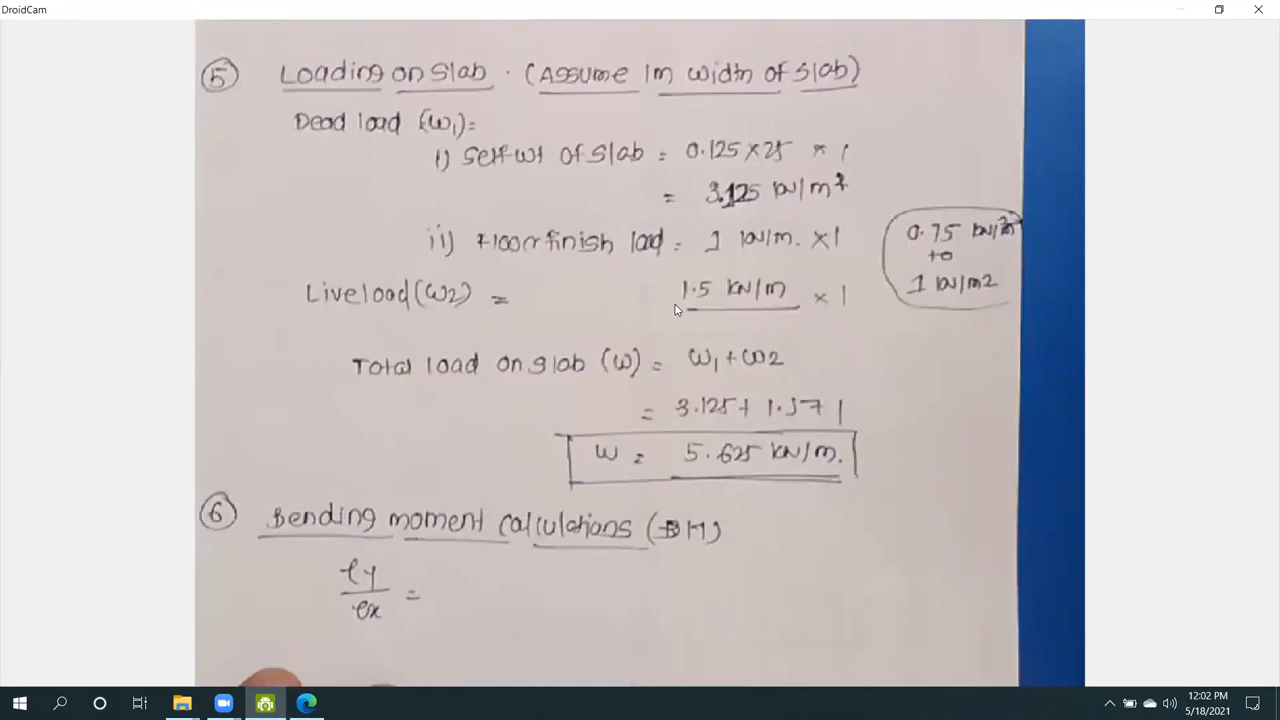 DroidCam
5 Loading on slab. (Assume 1m width of slab)
Dead load (w1)=
i) self wt of slab = 0.125 × 25 × 1
= 3.125 kN/m
ii) Floor finish load = 1 kN/m. × 1
0.75 kN/m2
to
1 kN/m2
Live load (w2) = 1.5 kN/m × 1
Total load on slab (w) = w1 + w2
= 3.125 + 1.5 + 1
w = 5.625 kN/m.
6 Bending moment calculations (BM)
ly
lx =
12:02 PM
5/18/2021